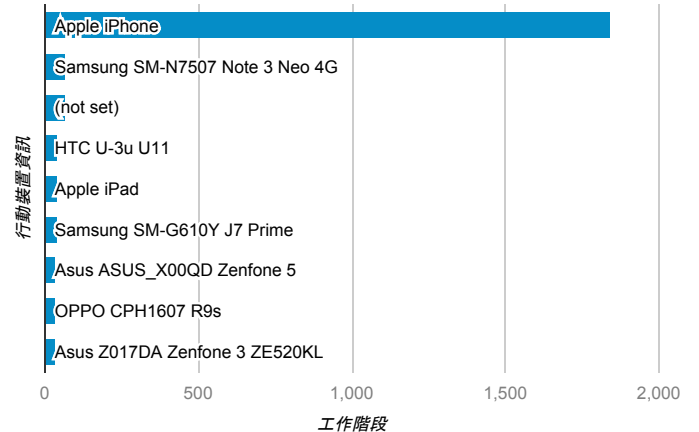 Apple iPhone
Samsung SM-N7507 Note 3 Neo 4G
(not set)
HTC U-3u U11
Apple iPad
Samsung SM-G610Y J7 Prime
Asus ASUS_X00QD Zenfone 5
OPPO CPH1607 R9s
Asus Z017DA Zenfone 3 ZE520KL
行動裝置資訊
0 500 1,000 1,500 2,000
工作階段